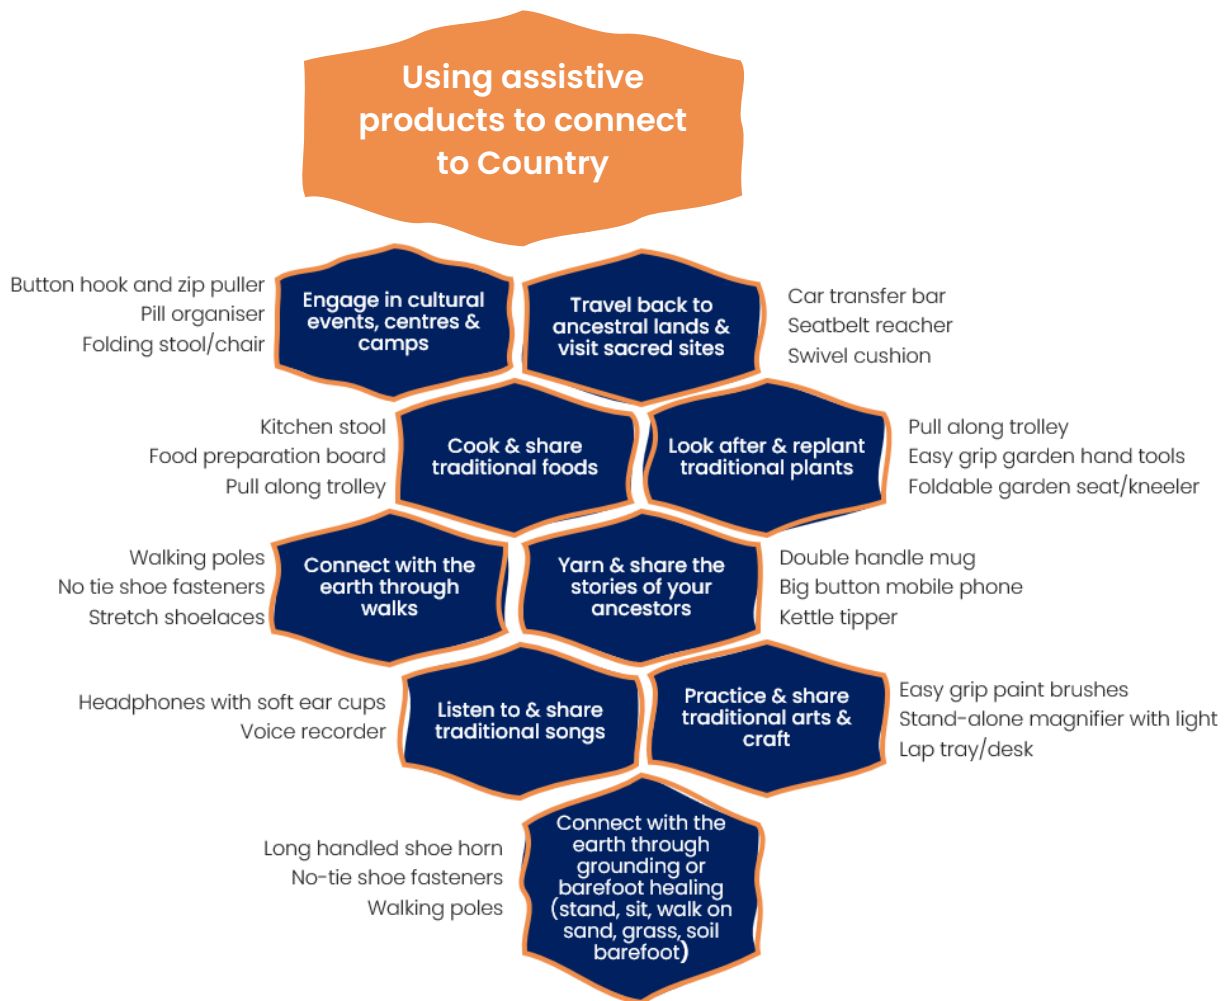 Using assistive
products to connect
to Country
Button hook and zip puller
Pill organiser
Folding stool/chair
Engage in cultural
events, centres &
camps
Travel back to
ancestral lands &
visit sacred sites
Car transfer bar
Seatbelt reacher
Swivel cushion
Kitchen stool
Food preparation board
Pull along trolley
Cook & share
traditional foods
Look after & replant
traditional plants
Pull along trolley
Easy grip garden hand tools
Foldable garden seat/kneeler
Walking poles
No tie shoe fasteners
Stretch shoelaces
Connect with the
earth through
walks
Yarn & share the
stories of your
ancestors
Double handle mug
Big button mobile phone
Kettle tipper
Headphones with soft ear cups
Voice recorder
Listen to & share
traditional songs
Practice & share
traditional arts &
craft
Easy grip paint brushes
Stand-alone magnifier with light
Lap tray/desk
Long handled shoe horn
No-tie shoe fasteners
Walking poles
Connect with the
earth through
grounding or
barefoot healing
(stand, sit, walk on
sand, grass, soil
barefoot)